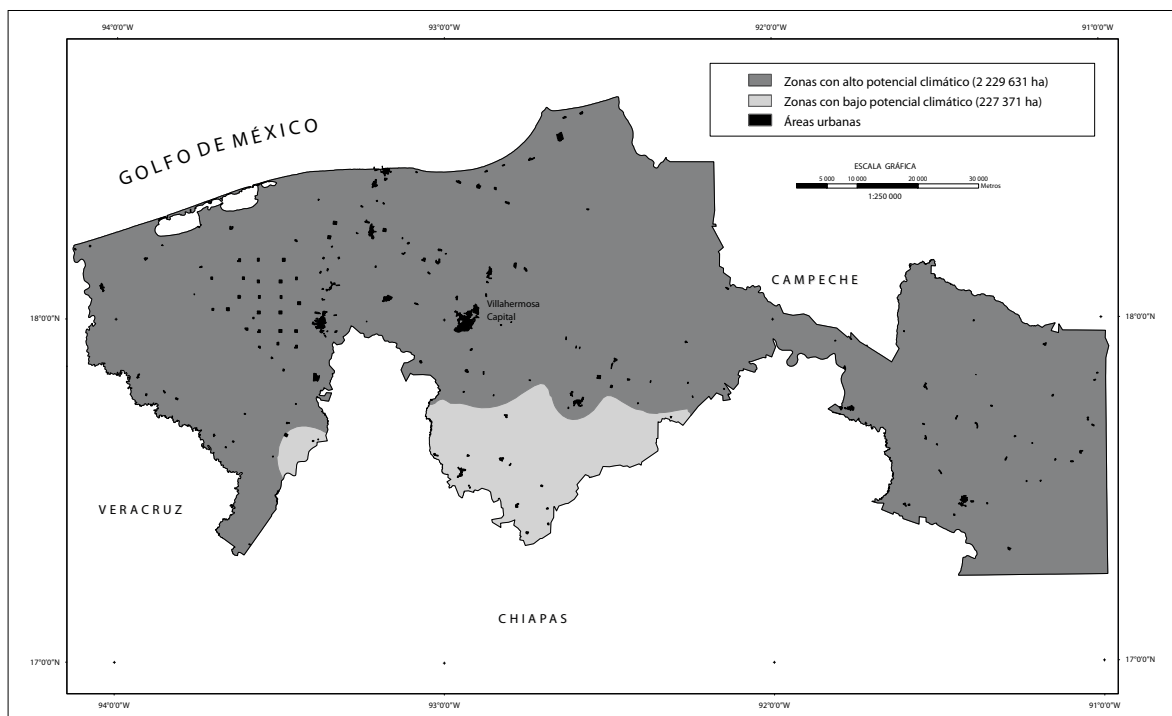 94°0'0"W
93°0'0"W
92°0'0"W
91°0'0"W
Zonas con alto potencial climático (2 229 631 ha)
Zonas con bajo potencial climático (227 371 ha)
Áreas urbanas
GOLFO DE MÉXICO
ESCALA GRÁFICA
5 000 10 000 20 000 30 000
Metros
1:250 000
CAMPECHE
Villahermosa
Capital
18°0'0"N
18°0'0"N
VERACRUZ
CHIAPAS
17°0'0"N
17°0'0"N
94°0'0"W
93°0'0"W
92°0'0"W
91°0'0"W